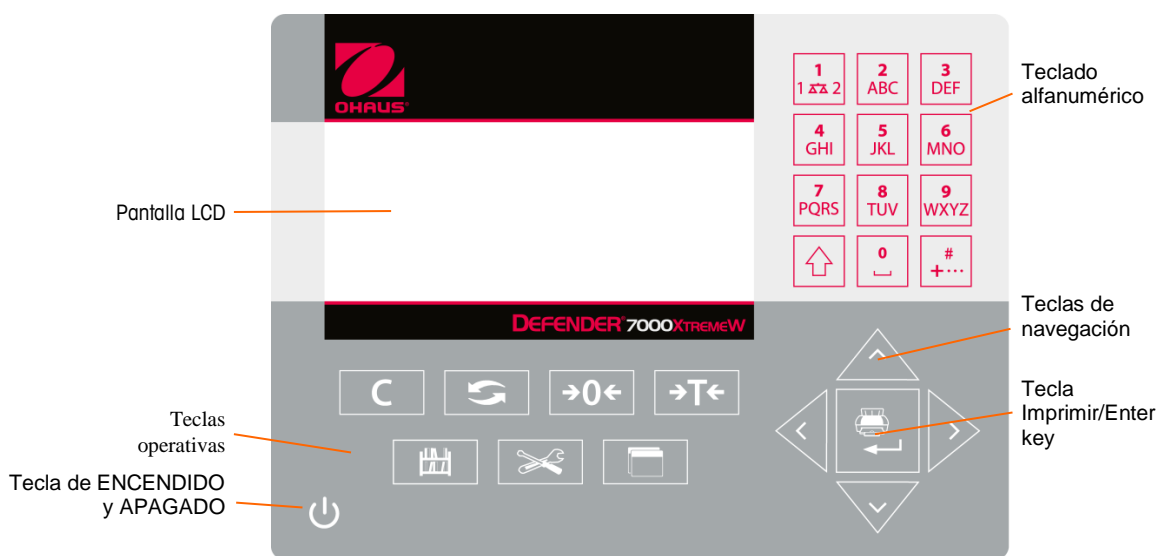 OHAUS®
1
1 2
2
ABC
3
DEF
4
GHI
5
JKL
6
MNO
7
PQRS
8
TUV
9
WXYZ
0
#
+···
Teclado
alfanumérico
Pantalla LCD
DEFENDER® 7000XTREMEW
Teclas de
navegación
C
→0←
→T←
Tecla
Imprimir/Enter
key
Teclas
operativas
Tecla de ENCENDIDO
y APAGADO